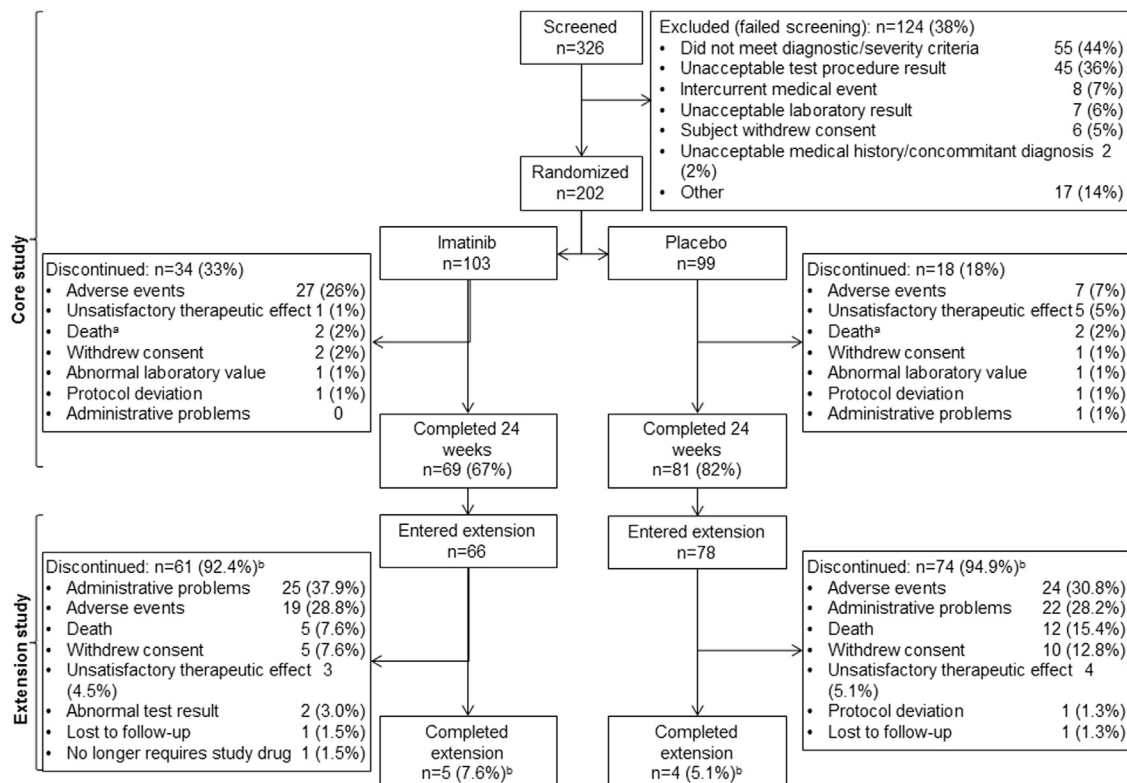 Screened
n=326
Excluded (failed screening): n=124 (38%)
• Did not meet diagnostic/severity criteria 55 (44%)
• Unacceptable test procedure result 45 (36%)
• Intercurrent medical event 8 (7%)
• Unacceptable laboratory result 7 (6%)
• Subject withdrew consent 6 (5%)
• Unacceptable medical history/concommitant diagnosis 2
(2%)
• Other 17 (14%)
Randomized
n=202
Core study
Imatinib
n=103
Placebo
n=99
Discontinued: n=34 (33%)
• Adverse events 27 (26%)
• Unsatisfactory therapeutic effect 1 (1%)
• Deathᵃ 2 (2%)
• Withdrew consent 2 (2%)
• Abnormal laboratory value 1 (1%)
• Protocol deviation 1 (1%)
• Administrative problems 0
Discontinued: n=18 (18%)
• Adverse events 7 (7%)
• Unsatisfactory therapeutic effect 5 (5%)
• Deathᵃ 2 (2%)
• Withdrew consent 1 (1%)
• Abnormal laboratory value 1 (1%)
• Protocol deviation 1 (1%)
• Administrative problems 1 (1%)
Completed 24
weeks
n=69 (67%)
Completed 24
weeks
n=81 (82%)
Extension study
Entered extension
n=66
Entered extension
n=78
Discontinued: n=61 (92.4%)ᵇ
• Administrative problems 25 (37.9%)
• Adverse events 19 (28.8%)
• Death 5 (7.6%)
• Withdrew consent 5 (7.6%)
• Unsatisfactory therapeutic effect 3
(4.5%)
• Abnormal test result 2 (3.0%)
• Lost to follow-up 1 (1.5%)
• No longer requires study drug 1 (1.5%)
Discontinued: n=74 (94.9%)ᵇ
• Adverse events 24 (30.8%)
• Administrative problems 22 (28.2%)
• Death 12 (15.4%)
• Withdrew consent 10 (12.8%)
• Unsatisfactory therapeutic effect 4
(5.1%)
• Protocol deviation 1 (1.3%)
• Lost to follow-up 1 (1.3%)
Completed
extension
n=5 (7.6%)ᵇ
Completed
extension
n=4 (5.1%)ᵇ